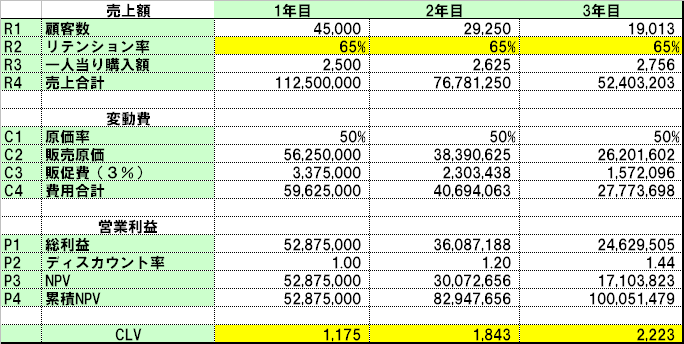 売上額 1年目 2年目 3年目
R1 顧客数 45,000 29,250 19,013
R2 リテンション率 65% 65% 65%
R3 一人当り購入額 2,500 2,625 2,756
R4 売上合計 112,500,000 76,781,250 52,403,203
変動費
C1 原価率 50% 50% 50%
C2 販売原価 56,250,000 38,390,625 26,201,602
C3 販促費（３％） 3,375,000 2,303,438 1,572,096
C4 費用合計 59,625,000 40,694,063 27,773,698
営業利益
P1 総利益 52,875,000 36,087,188 24,629,505
P2 ディスカウント率 1.00 1.20 1.44
P3 NPV 52,875,000 30,072,656 17,103,823
P4 累積NPV 52,875,000 82,947,656 100,051,479
CLV 1,175 1,843 2,223